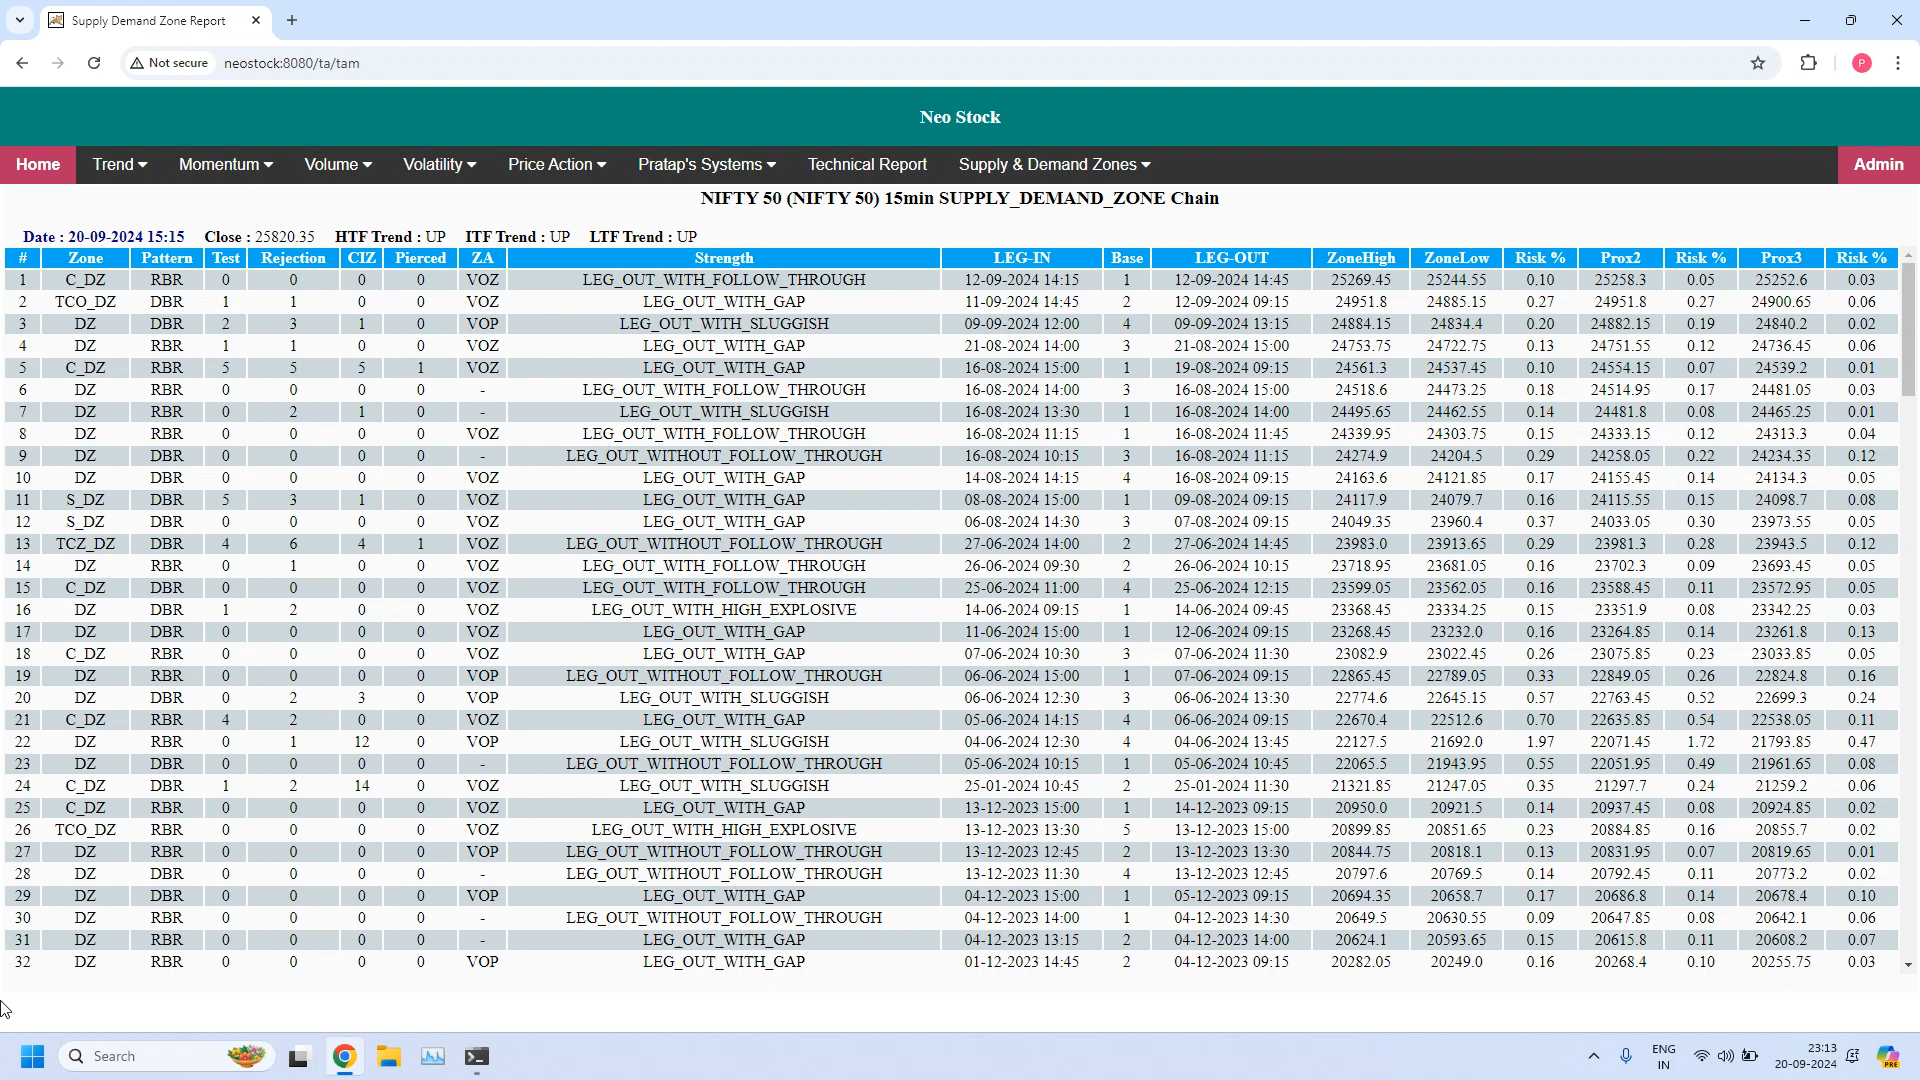 Supply Demand Zone Report
Not secure neostock:8080/ta/tam
P
Neo Stock
Home Trend Momentum Volume Volatility Price Action Pratap's Systems Technical Report Supply & Demand Zones Admin
NIFTY 50 (NIFTY 50) 15min SUPPLY_DEMAND_ZONE Chain
Date : 20-09-2024 15:15 Close : 25820.35 HTF Trend : UP ITF Trend : UP LTF Trend : UP
# Zone Pattern Test Rejection CIZ Pierced ZA Strength LEG-IN Base LEG-OUT ZoneHigh ZoneLow Risk % Prox2 Risk % Prox3 Risk %
1 C_DZ RBR 0 0 0 0 VOZ LEG_OUT_WITH_FOLLOW_THROUGH 12-09-2024 14:15 1 12-09-2024 14:45 25269.45 25244.55 0.10 25258.3 0.05 25252.6 0.03
2 TCO_DZ DBR 1 1 0 0 VOZ LEG_OUT_WITH_GAP 11-09-2024 14:45 2 12-09-2024 09:15 24951.8 24885.15 0.27 24951.8 0.27 24900.65 0.06
3 DZ DBR 2 3 1 0 VOP LEG_OUT_WITH_SLUGGISH 09-09-2024 12:00 4 09-09-2024 13:15 24884.15 24834.4 0.20 24882.15 0.19 24840.2 0.02
4 DZ RBR 1 1 0 0 VOZ LEG_OUT_WITH_GAP 21-08-2024 14:00 3 21-08-2024 15:00 24753.75 24722.75 0.13 24751.55 0.12 24736.45 0.06
5 C_DZ RBR 5 5 5 1 VOZ LEG_OUT_WITH_GAP 16-08-2024 15:00 1 19-08-2024 09:15 24561.3 24537.45 0.10 24554.15 0.07 24539.2 0.01
6 DZ RBR 0 0 0 0 - LEG_OUT_WITH_FOLLOW_THROUGH 16-08-2024 14:00 3 16-08-2024 15:00 24518.6 24473.25 0.18 24514.95 0.17 24481.05 0.03
7 DZ RBR 0 2 1 0 - LEG_OUT_WITH_SLUGGISH 16-08-2024 13:30 1 16-08-2024 14:00 24495.65 24462.55 0.14 24481.8 0.08 24465.25 0.01
8 DZ RBR 0 0 0 0 VOZ LEG_OUT_WITH_FOLLOW_THROUGH 16-08-2024 11:15 1 16-08-2024 11:45 24339.95 24303.75 0.15 24333.15 0.12 24313.3 0.04
9 DZ RBR 0 0 0 0 - LEG_OUT_WITHOUT_FOLLOW_THROUGH 16-08-2024 10:15 3 16-08-2024 11:15 24274.9 24204.5 0.29 24258.05 0.22 24234.35 0.12
10 DZ RBR 0 0 0 0 VOZ LEG_OUT_WITH_GAP 14-08-2024 14:15 4 16-08-2024 09:15 24163.6 24121.85 0.17 24155.45 0.14 24134.3 0.05
11 S_DZ DBR 5 3 1 0 VOZ LEG_OUT_WITH_GAP 08-08-2024 15:00 1 09-08-2024 09:15 24117.9 24079.7 0.16 24115.55 0.15 24098.7 0.08
12 S_DZ DBR 0 0 0 0 VOZ LEG_OUT_WITH_GAP 06-08-2024 14:30 3 07-08-2024 09:15 24049.35 23960.4 0.37 24033.05 0.30 23973.55 0.05
13 TCZ_DZ DBR 4 6 4 1 VOZ LEG_OUT_WITHOUT_FOLLOW_THROUGH 27-06-2024 14:00 2 27-06-2024 14:45 23983.0 23913.65 0.29 23981.3 0.28 23943.5 0.12
14 DZ RBR 0 1 0 0 VOZ LEG_OUT_WITH_FOLLOW_THROUGH 26-06-2024 09:30 2 26-06-2024 10:15 23718.95 23681.05 0.16 23702.3 0.09 23693.45 0.05
15 C_DZ RBR 0 0 0 0 VOZ LEG_OUT_WITH_FOLLOW_THROUGH 25-06-2024 11:00 4 25-06-2024 12:15 23599.05 23562.05 0.16 23588.45 0.11 23572.95 0.05
16 DZ DBR 1 2 0 0 VOZ LEG_OUT_WITH_HIGH_EXPLOSIVE 14-06-2024 09:15 1 14-06-2024 09:45 23368.45 23334.25 0.15 23351.9 0.08 23342.25 0.03
17 DZ DBR 0 0 0 0 VOZ LEG_OUT_WITH_GAP 11-06-2024 15:00 1 12-06-2024 09:15 23268.45 23232.0 0.16 23264.85 0.14 23261.8 0.13
18 C_DZ RBR 0 0 0 0 VOZ LEG_OUT_WITH_GAP 07-06-2024 10:30 3 07-06-2024 11:30 23082.9 23022.45 0.26 23075.85 0.23 23033.85 0.05
19 DZ RBR 0 0 0 0 VOP LEG_OUT_WITHOUT_FOLLOW_THROUGH 06-06-2024 15:00 1 07-06-2024 09:15 22865.45 22789.05 0.33 22849.05 0.26 22824.8 0.16
20 DZ DBR 0 2 3 0 VOP LEG_OUT_WITH_SLUGGISH 06-06-2024 12:30 3 06-06-2024 13:30 22774.6 22645.15 0.57 22763.45 0.52 22699.3 0.24
21 C_DZ RBR 4 2 0 0 VOZ LEG_OUT_WITH_GAP 05-06-2024 14:15 4 06-06-2024 09:15 22670.4 22512.6 0.70 22635.85 0.54 22538.05 0.11
22 DZ RBR 0 1 12 0 VOP LEG_OUT_WITH_SLUGGISH 04-06-2024 12:30 4 04-06-2024 13:45 22127.5 21692.0 1.97 22071.45 1.72 21793.85 0.47
23 DZ RBR 0 0 0 0 - LEG_OUT_WITHOUT_FOLLOW_THROUGH 05-06-2024 10:15 1 05-06-2024 10:45 22065.5 21943.95 0.55 22051.95 0.49 21961.65 0.08
24 C_DZ DBR 1 2 14 0 VOZ LEG_OUT_WITH_SLUGGISH 25-01-2024 10:45 2 25-01-2024 11:30 21321.85 21247.05 0.35 21297.7 0.24 21259.2 0.06
25 C_DZ RBR 0 0 0 0 VOZ LEG_OUT_WITH_GAP 13-12-2023 15:00 1 14-12-2023 09:15 20950.0 20921.5 0.14 20937.45 0.08 20924.85 0.02
26 TCO_DZ RBR 0 0 0 0 VOZ LEG_OUT_WITH_HIGH_EXPLOSIVE 13-12-2023 13:30 5 13-12-2023 15:00 20899.85 20851.65 0.23 20884.85 0.16 20855.7 0.02
27 DZ RBR 0 0 0 0 VOP LEG_OUT_WITHOUT_FOLLOW_THROUGH 13-12-2023 12:45 2 13-12-2023 13:30 20844.75 20818.1 0.13 20831.95 0.07 20819.65 0.01
28 DZ DBR 0 0 0 0 - LEG_OUT_WITHOUT_FOLLOW_THROUGH 13-12-2023 11:30 4 13-12-2023 12:45 20797.6 20769.5 0.14 20792.45 0.11 20773.2 0.02
29 DZ DBR 0 0 0 0 VOP LEG_OUT_WITH_GAP 04-12-2023 15:00 1 05-12-2023 09:15 20694.35 20658.7 0.17 20686.8 0.14 20678.4 0.10
30 DZ RBR 0 0 0 0 - LEG_OUT_WITHOUT_FOLLOW_THROUGH 04-12-2023 14:00 1 04-12-2023 14:30 20649.5 20630.55 0.09 20647.85 0.08 20642.1 0.06
31 DZ RBR 0 0 0 0 - LEG_OUT_WITH_GAP 04-12-2023 13:15 2 04-12-2023 14:00 20624.1 20593.65 0.15 20615.8 0.11 20608.2 0.07
32 DZ RBR 0 0 0 0 VOP LEG_OUT_WITH_GAP 01-12-2023 14:45 2 04-12-2023 09:15 20282.05 20249.0 0.16 20268.4 0.10 20255.75 0.03
Search ENG IN 23:13 20-09-2024 PRE